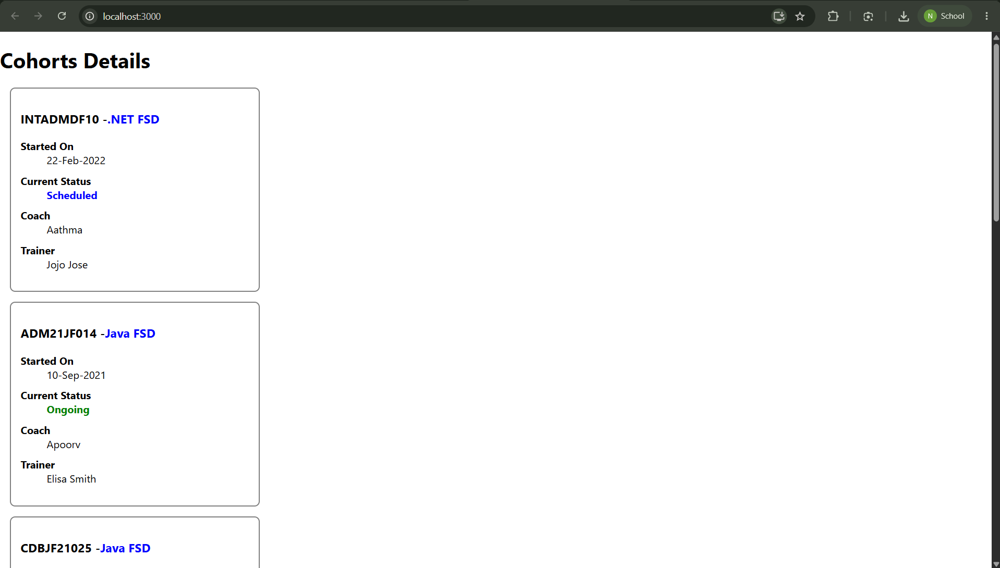 localhost:3000
N School
Cohorts Details
INTADMDF10 -.NET FSD
Started On
22-Feb-2022
Current Status
Scheduled
Coach
Aathma
Trainer
Jojo Jose
ADM21JF014 -Java FSD
Started On
10-Sep-2021
Current Status
Ongoing
Coach
Apoorv
Trainer
Elisa Smith
CDBJF21025 -Java FSD